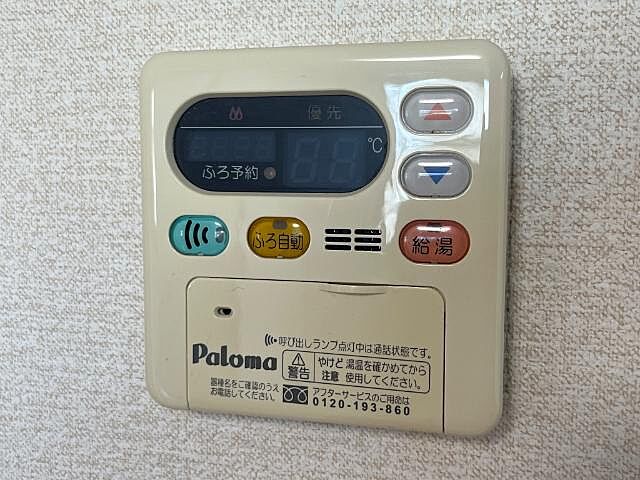 優先
℃
ふろ予約
ふろ自動
給湯
呼び出しランプ点灯中は通話状態です。
Paloma
警告
やけど注意
湯温を確かめてから使用してください。
器種名をご確認のうえ
お電話してください。
アフターサービスのご用命は
0120-193-860